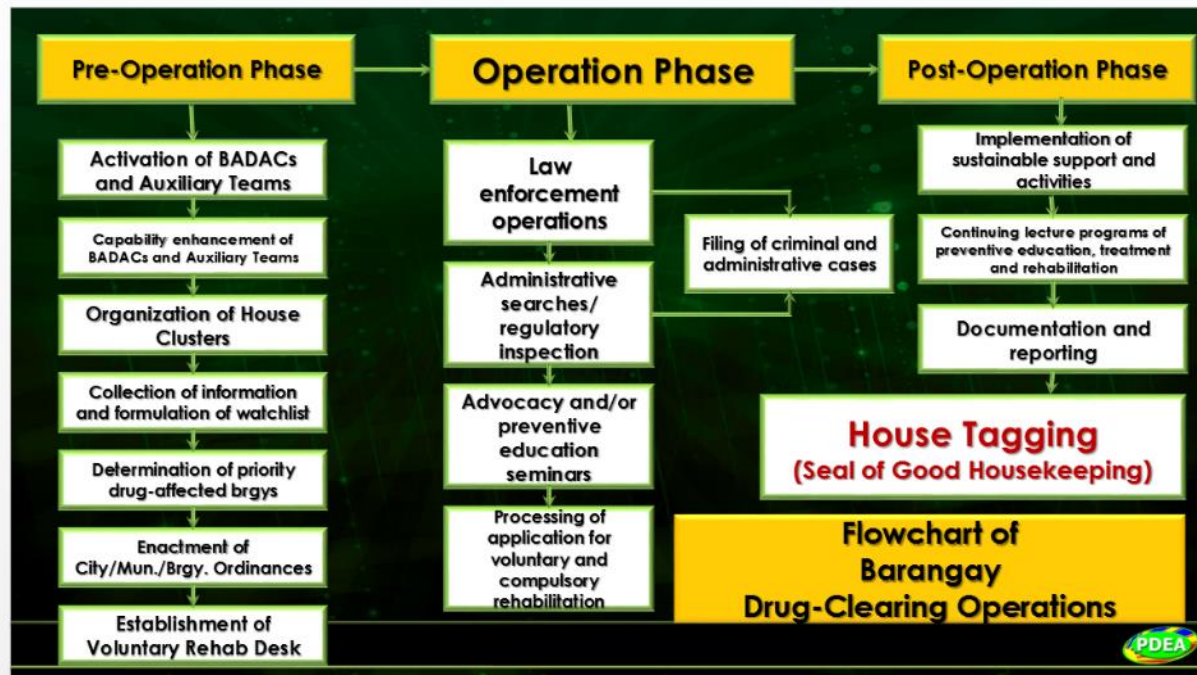 Pre-Operation Phase
Activation of BADACs
and Auxiliary Teams
Capability enhancement of
BADACs and Auxiliary Teams
Organization of House
Clusters
Collection of information
and formulation of watchlist
Determination of priority
drug-affected brgys
Enactment of
City/Mun./Brgy. Ordinances
Establishment of
Voluntary Rehab Desk
Operation Phase
Law
enforcement
operations
Filing of criminal and
administrative cases
Administrative
searches/
regulatory
inspection
Advocacy and/or
preventive
education
seminars
Processing of
application for
voluntary and
compulsory
rehabilitation
Post-Operation Phase
Implementation of
sustainable support and
activities
Continuing lecture programs of
preventive education, treatment
and rehabilitation
Documentation and
reporting
House Tagging
(Seal of Good Housekeeping)
Flowchart of
Barangay
Drug-Clearing Operations
PDEA